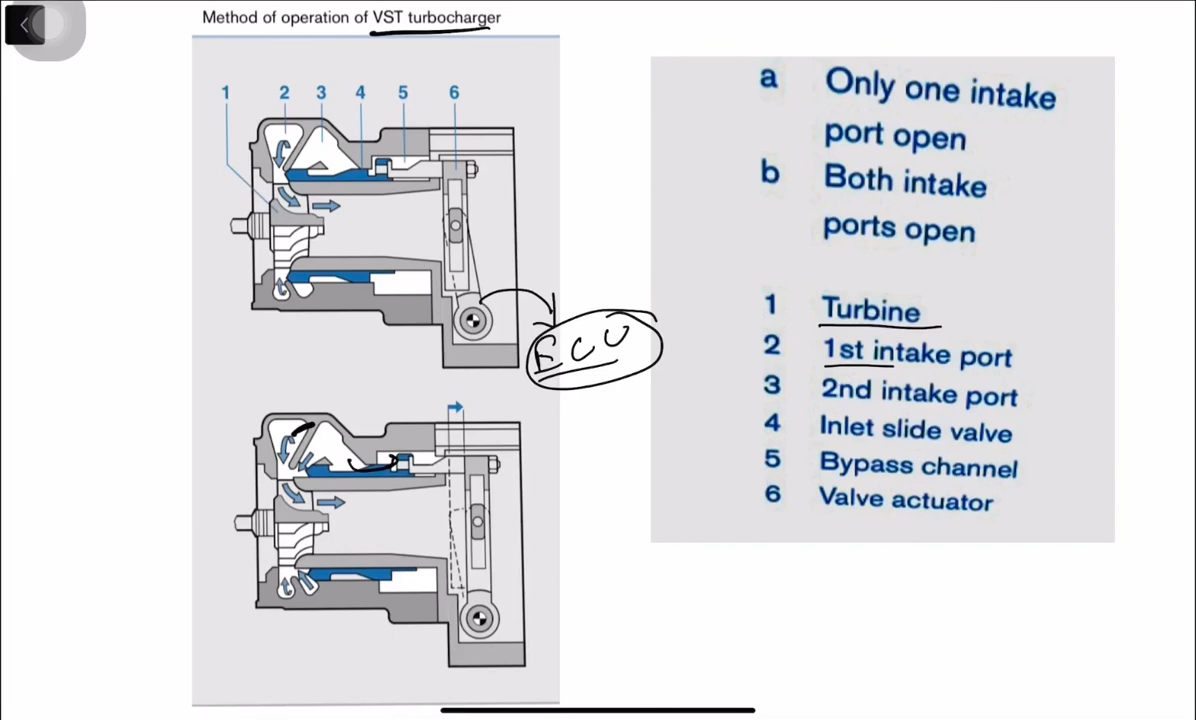 Method of operation of VST turbocharger
1 2 3 4 5 6
ECU
a Only one intake
port open
b Both intake
ports open
1 Turbine
2 1st intake port
3 2nd intake port
4 Inlet slide valve
5 Bypass channel
6 Valve actuator